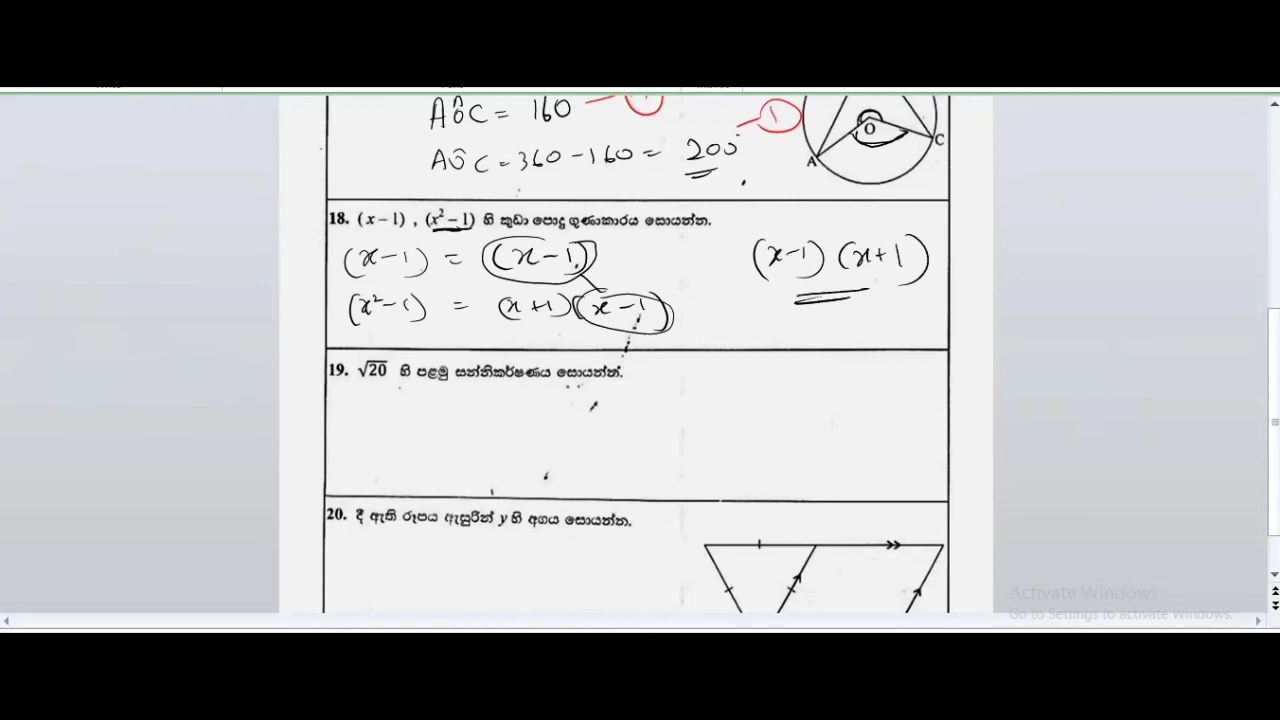 AÔC = 160
1
AÔC = 360 - 160 = 200°
O
A
C
18. (x – 1) , (x² – 1) හි කුඩා පොදු ගුණාකාරය සොයන්න.
(x - 1) = (x - 1)
(x - 1) (x + 1)
(x² - 1) = (x + 1) (x - 1)
19. √20 හි පළමු සන්නිකර්ෂණය සොයන්න.
20. දී ඇති රූපය ඇසුරින් y හි අගය සොයන්න.
Activate Windows
Go to Settings to activate Windows.